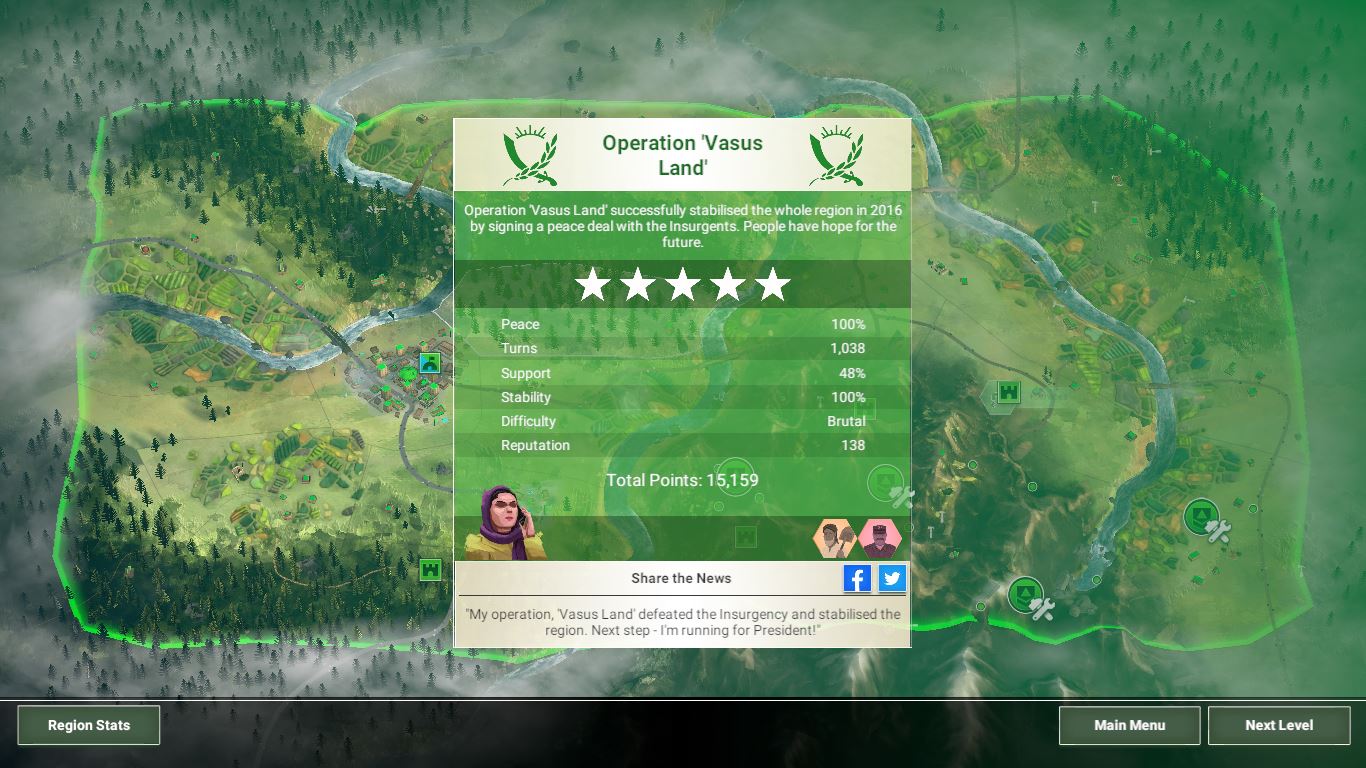 Operation 'Vasus
Land'
Operation 'Vasus Land' successfully stabilised the whole region in 2016
by signing a peace deal with the Insurgents. People have hope for the
future.
Peace 100%
Turns 1,038
Support 48%
Stability 100%
Difficulty Brutal
Reputation 138
Total Points: 15,159
Share the News
"My operation, 'Vasus Land' defeated the Insurgency and stabilised the
region. Next step - I'm running for President!"
Region Stats
Main Menu
Next Level